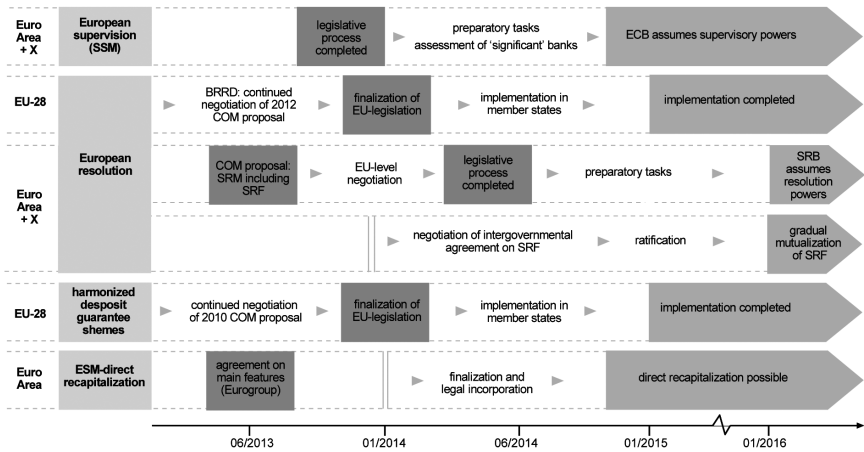 Euro
Area
+ X
European
supervision
(SSM)
legislative
process
completed
preparatory tasks
assessment of ‘significant’ banks
ECB assumes supervisory powers
EU-28
European
resolution
BRRD: continued
negotiation of 2012
COM proposal
finalization of
EU-legislation
implementation in
member states
implementation completed
Euro
Area
+ X
COM proposal:
SRM including
SRF
EU-level
negotiation
legislative
process
completed
preparatory tasks
SRB
assumes
resolution
powers
negotiation of intergovernmental
agreement on SRF
ratification
gradual
mutualization
of SRF
EU-28
harmonized
desposit
guarantee
shemes
continued negotiation
of 2010 COM proposal
finalization of
EU-legislation
implementation in
member states
implementation completed
Euro
Area
ESM-direct
recapitalization
agreement on
main features
(Eurogroup)
finalization and
legal incorporation
direct recapitalization possible
06/2013
01/2014
06/2014
01/2015
01/2016